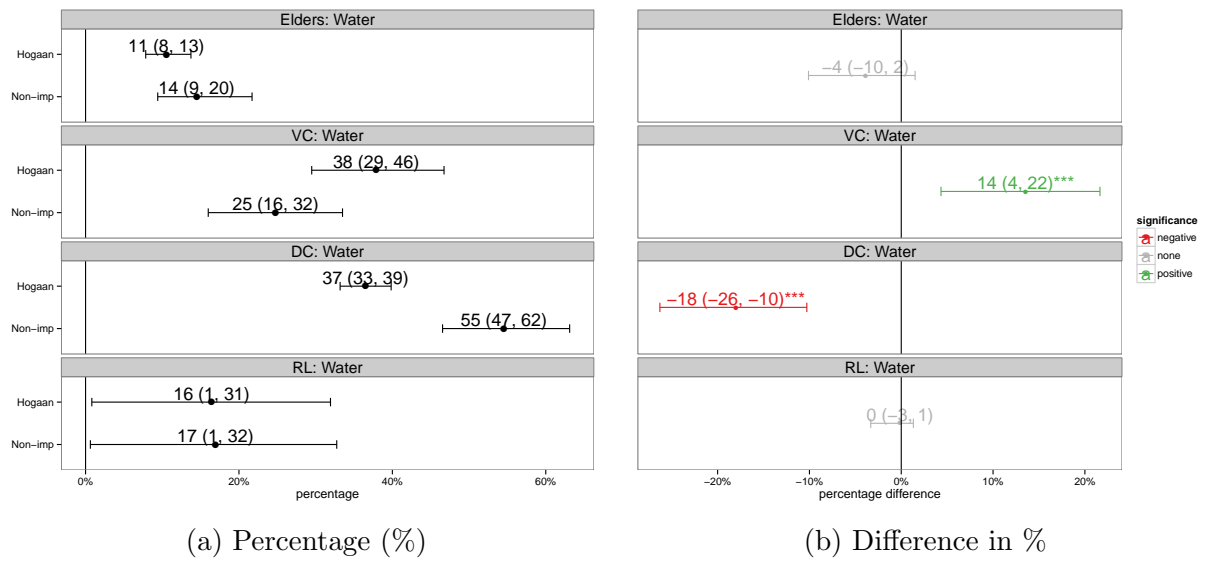 Elders: Water
Hogaan
11 (8, 13)
Non−imp
14 (9, 20)
VC: Water
Hogaan
38 (29, 46)
Non−imp
25 (16, 32)
DC: Water
Hogaan
37 (33, 39)
Non−imp
55 (47, 62)
RL: Water
Hogaan
16 (1, 31)
Non−imp
17 (1, 32)
0%
20%
40%
60%
percentage
(a) Percentage (%)
Elders: Water
−4 (−10, 2)
VC: Water
14 (4, 22)***
DC: Water
−18 (−26, −10)***
RL: Water
0 (−3, 1)
−20%
−10%
0%
10%
20%
percentage difference
significance
a negative
a none
a positive
(b) Difference in %